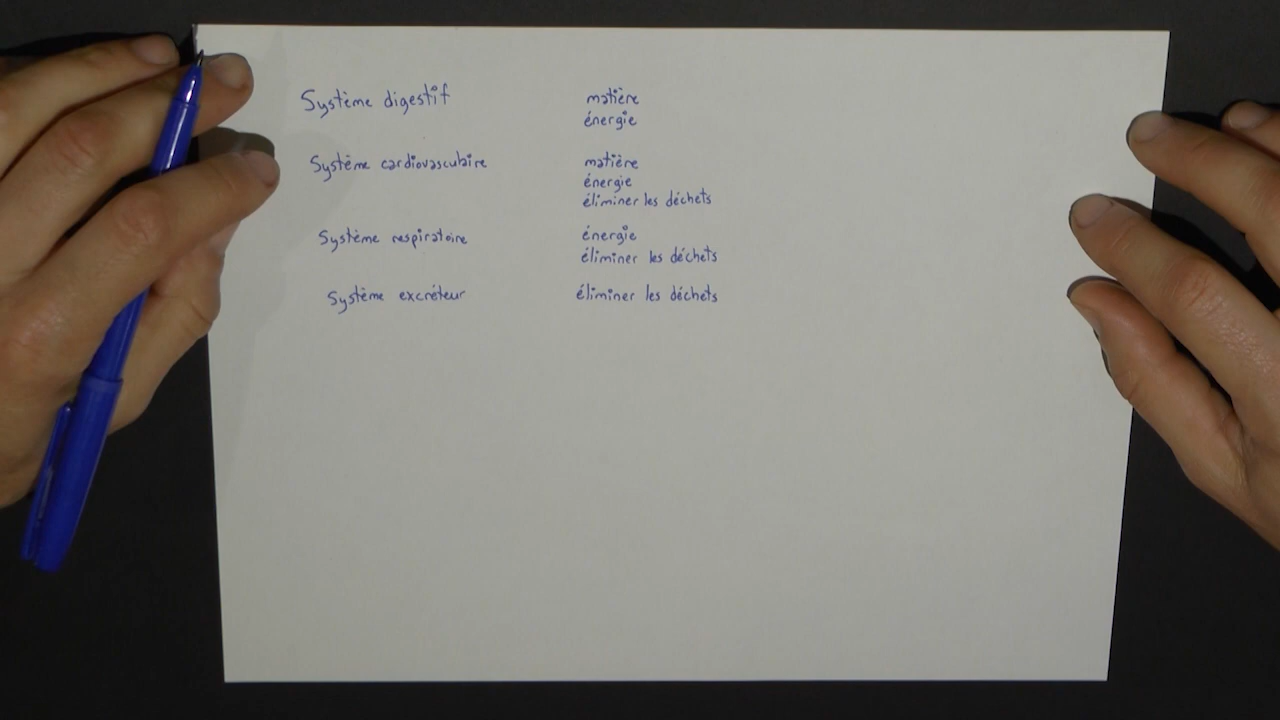 Système digestif matière
énergie
Système cardiovasculaire matière
énergie
éliminer les déchets
Système respiratoire énergie
éliminer les déchets
Système excréteur éliminer les déchets